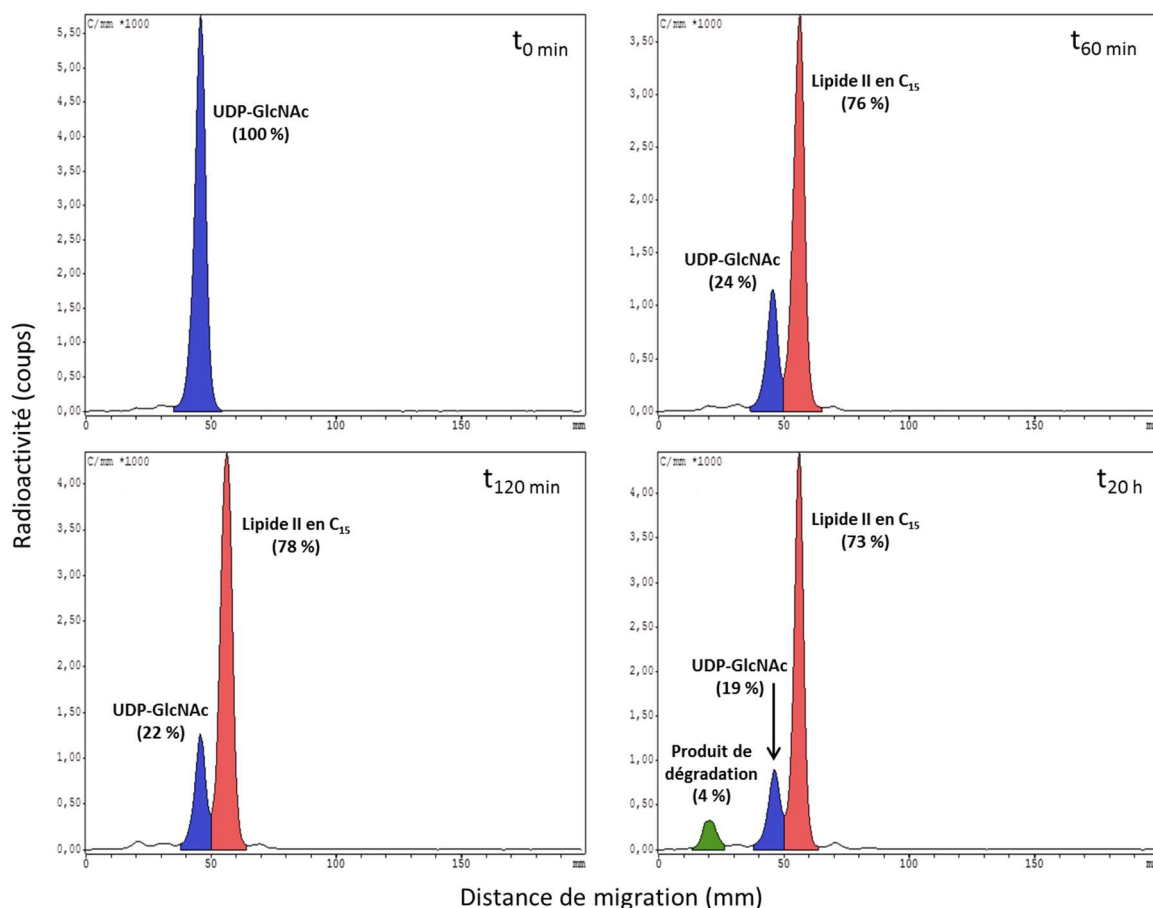 C/mm *1000
t0 min
5,50
5,00
4,50
4,00
3,50
3,00
2,50
2,00
1,50
1,00
0,50
0,00
UDP-GlcNAc
(100 %)
0
50
100
150
mm
C/mm *1000
t60 min
3,50
3,00
2,50
2,00
1,50
1,00
0,50
0,00
Lipide II en C15
(76 %)
UDP-GlcNAc
(24 %)
0
50
100
150
mm
C/mm *1000
t120 min
4,00
3,50
3,00
2,50
2,00
1,50
1,00
0,50
0,00
Lipide II en C15
(78 %)
UDP-GlcNAc
(22 %)
0
50
100
150
mm
C/mm *1000
t20 h
4,00
3,50
3,00
2,50
2,00
1,50
1,00
0,50
0,00
Lipide II en C15
(73 %)
UDP-GlcNAc
(19 %)
Produit de
dégradation
(4 %)
0
50
100
150
mm
Radioactivité (coups)
Distance de migration (mm)